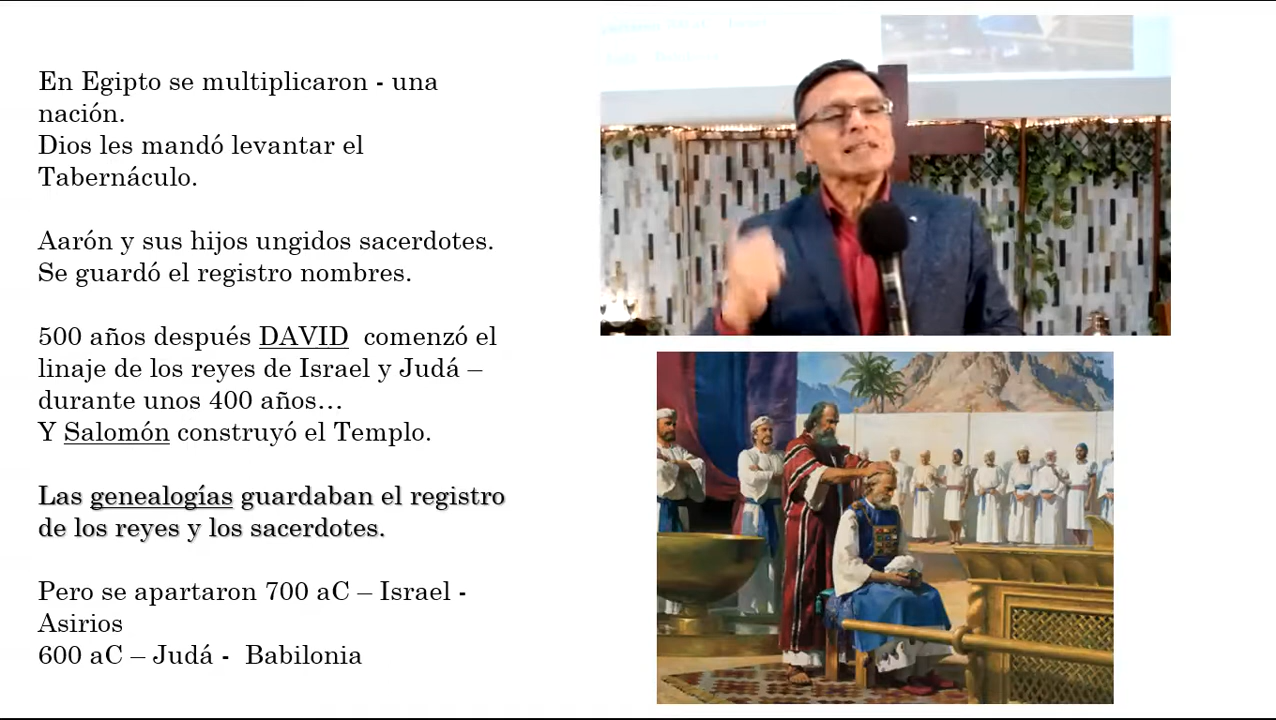 En Egipto se multiplicaron - una
nación.
Dios les mandó levantar el
Tabernáculo.
Aarón y sus hijos ungidos sacerdotes.
Se guardó el registro nombres.
500 años después DAVID comenzó el
linaje de los reyes de Israel y Judá –
durante unos 400 años…
Y Salomón construyó el Templo.
Las genealogías guardaban el registro
de los reyes y los sacerdotes.
Pero se apartaron 700 aC – Israel -
Asirios
600 aC – Judá - Babilonia